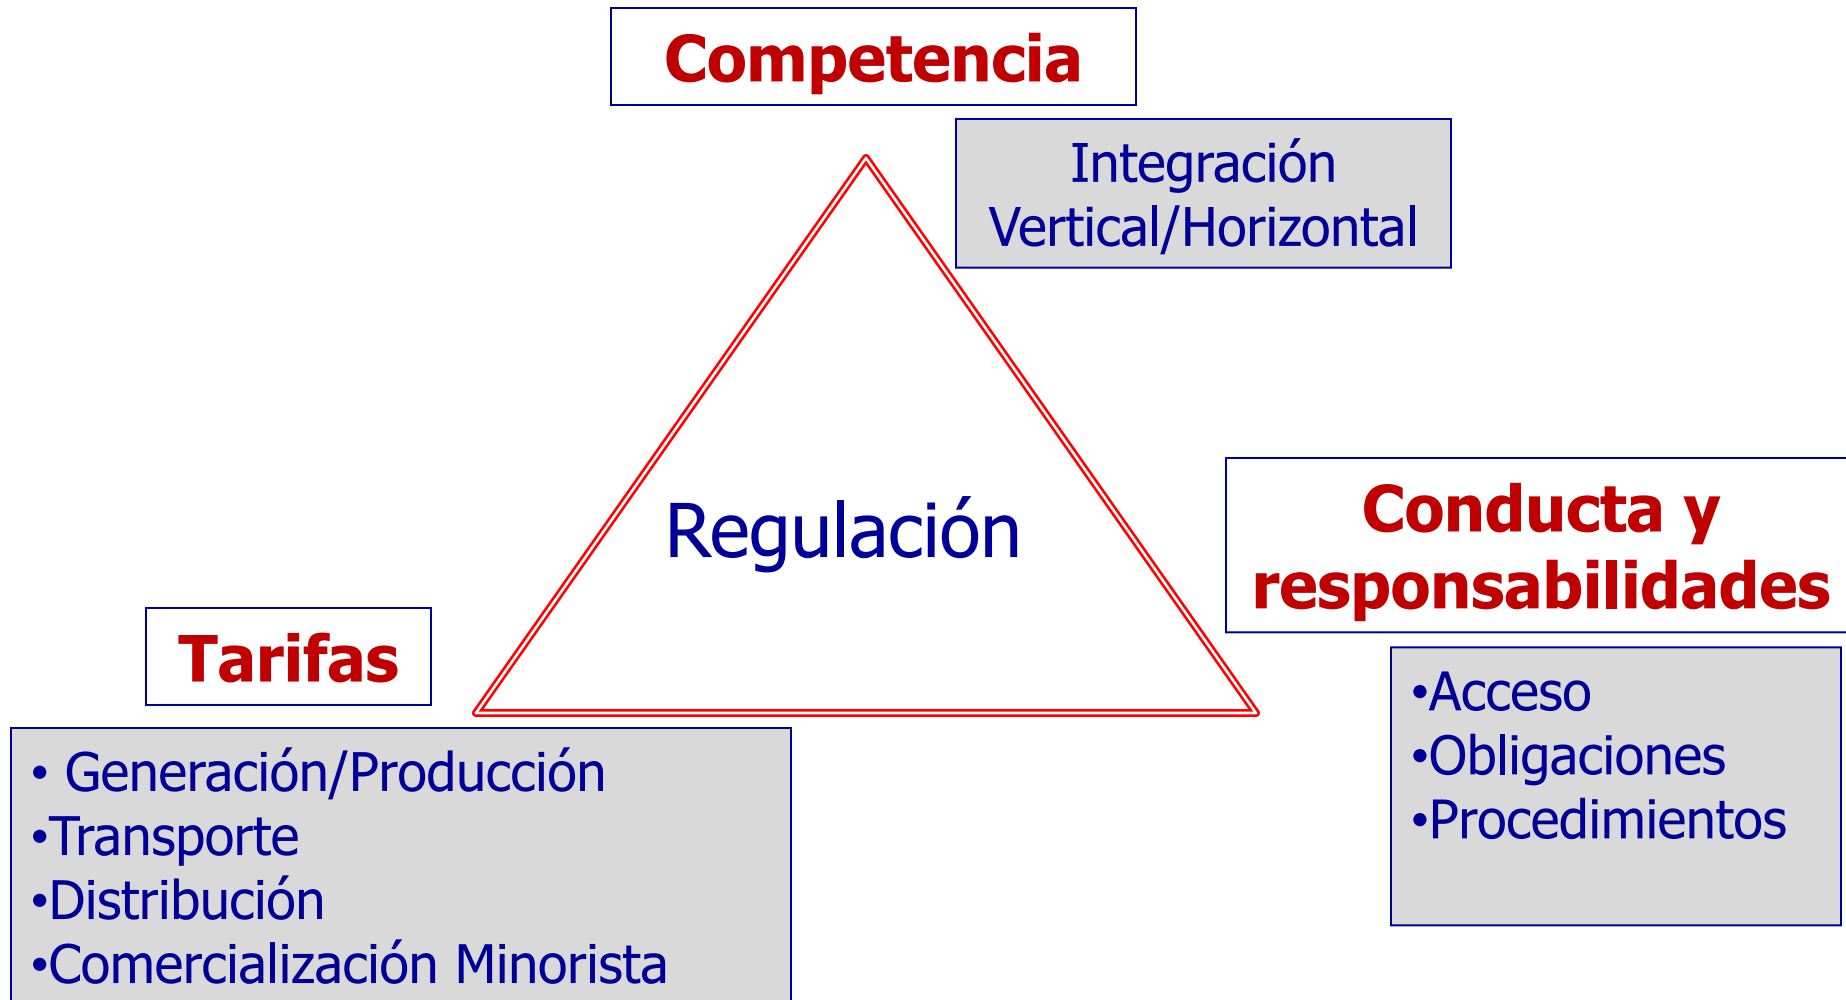 Competencia
Integración
Vertical/Horizontal
Regulación
Conducta y
responsabilidades
•Acceso
•Obligaciones
•Procedimientos
Tarifas
• Generación/Producción
•Transporte
•Distribución
•Comercialización Minorista